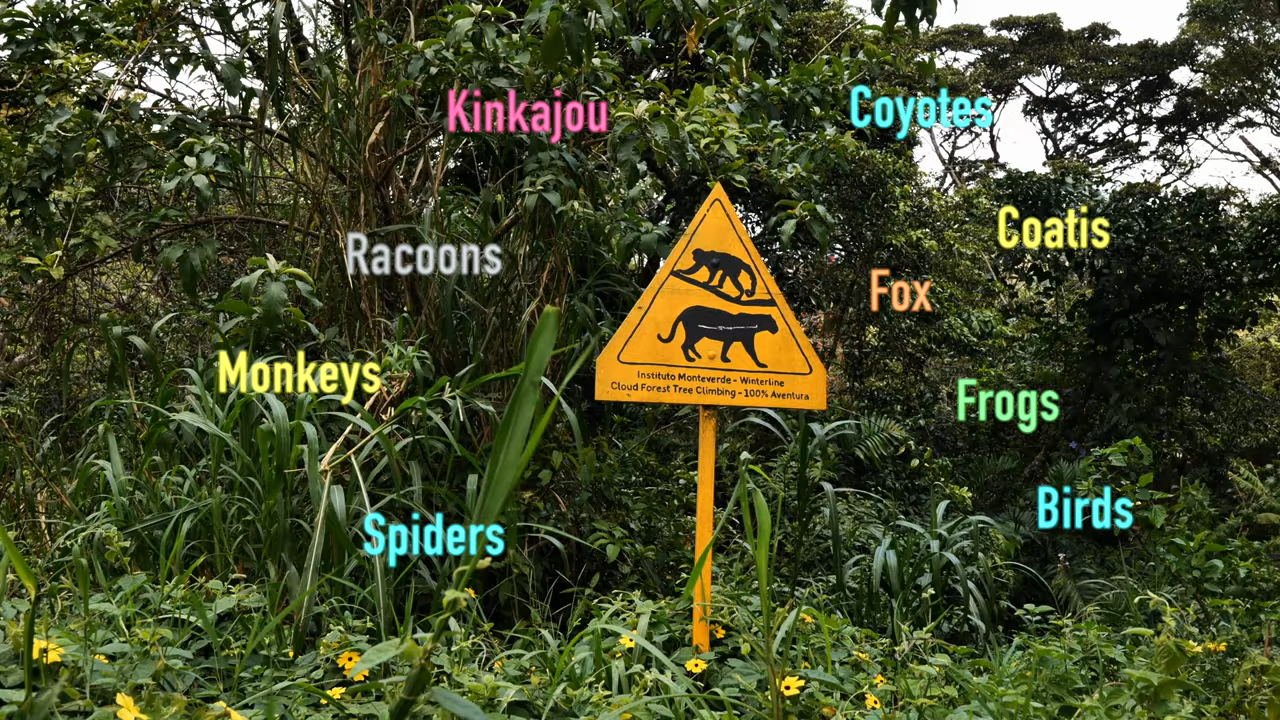 Kinkajou
Coyotes
Racoons
Coatis
Fox
Monkeys
Instituto Monteverde - Winterline
Cloud Forest Tree Climbing - 100% Aventura
Frogs
Spiders
Birds